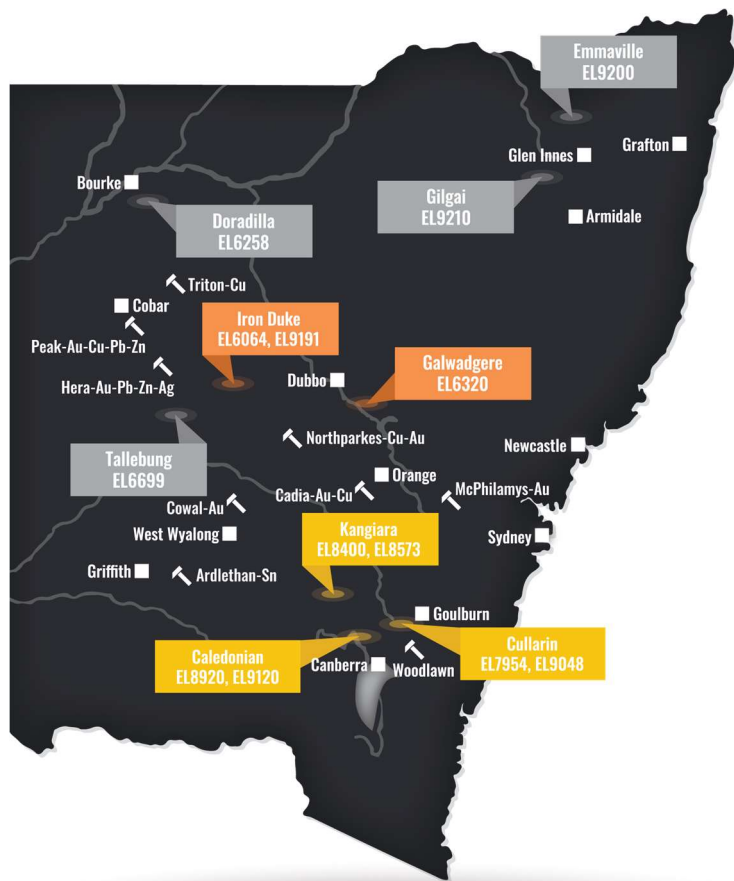 Emmaville
EL9200
Glen Innes
Grafton
Bourke
Gilgai
EL9210
Armidale
Doradilla
EL6258
Triton-Cu
Cobar
Iron Duke
EL6064, EL9191
Peak-Au-Cu-Pb-Zn
Hera-Au-Pb-Zn-Ag
Dubbo
Galwadgere
EL6320
Northparkes-Cu-Au
Newcastle
Tallebung
EL6699
Orange
Cadia-Au-Cu
McPhilamys-Au
Cowal-Au
West Wyalong
Kangiara
EL8400, EL8573
Sydney
Griffith
Ardlethan-Sn
Goulburn
Caledonian
EL8920, EL9120
Canberra
Woodlawn
Cullarin
EL7954, EL9048